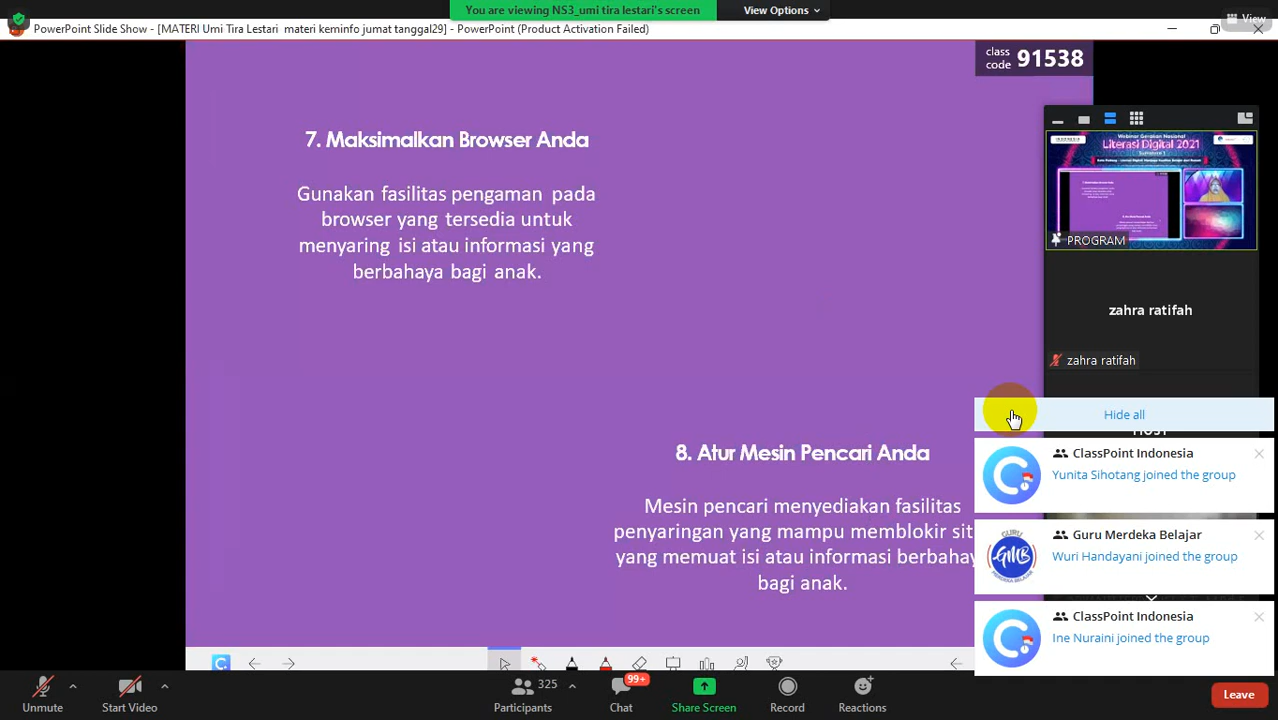 You are viewing NS3_umi tira lestari's screen
View Options
View
PowerPoint Slide Show - [MATERI Umi Tira Lestari  materi keminfo jumat tanggal29] - PowerPoint (Product Activation Failed)
class code 91538
7. Maksimalkan Browser Anda
Gunakan fasilitas pengaman pada
browser yang tersedia untuk
menyaring isi atau informasi yang
berbahaya bagi anak.
8. Atur Mesin Pencari Anda
Mesin pencari menyediakan fasilitas
penyaringan yang mampu memblokir sit
yang memuat isi atau informasi berbahay
bagi anak.
Webinar Gerakan Nasional
Literasi Digital 2021
PROGRAM
zahra ratifah
zahra ratifah
Hide all
ClassPoint Indonesia
Yunita Sihotang joined the group
Guru Merdeka Belajar
Wuri Handayani joined the group
GMB
ClassPoint Indonesia
Ine Nuraini joined the group
Unmute
Start Video
325
Participants
99+
Chat
Share Screen
Record
Reactions
Leave